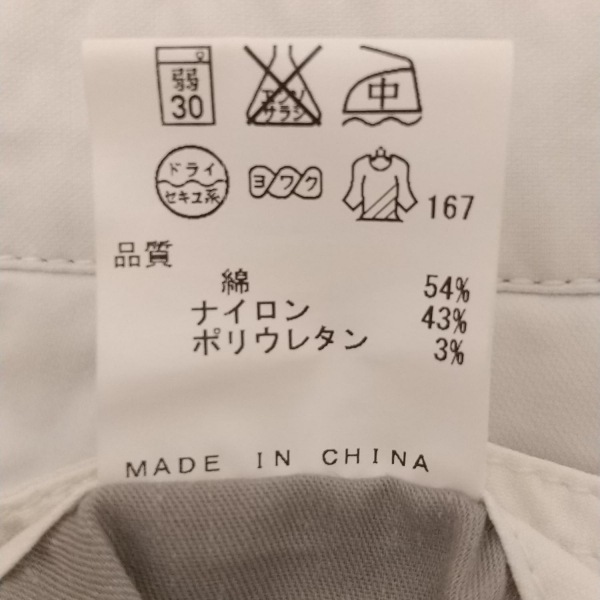 弱 30 エンソサラシ 中
ドライ セキユ系 ヨワク 167
品質
綿 54%
ナイロン 43%
ポリウレタン 3%
MADE IN CHINA